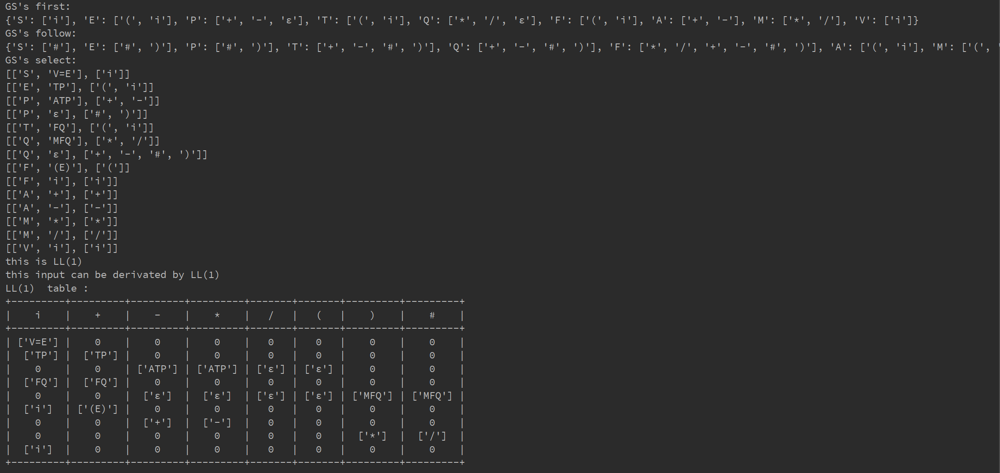 GS's first:
{'S': ['i'], 'E': ['(', 'i'], 'P': ['+', '-', 'ε'], 'T': ['(', 'i'], 'Q': ['*', '/', 'ε'], 'F': ['(', 'i'], 'A': ['+', '-'], 'M': ['*', '/'], 'V': ['i']}
GS's follow:
{'S': ['#'], 'E': ['#', ')'], 'P': ['#', ')'], 'T': ['+', '-', '#', ')'], 'Q': ['+', '-', '#', ')'], 'F': ['*', '/', '+', '-', '#', ')'], 'A': ['(', 'i'], 'M': ['(', '
GS's select:
[['S', 'V=E'], ['i']]
[['E', 'TP'], ['(', 'i']]
[['P', 'ATP'], ['+', '-']]
[['P', 'ε'], ['#', ')']]
[['T', 'FQ'], ['(', 'i']]
[['Q', 'MFQ'], ['*', '/']]
[['Q', 'ε'], ['+', '-', '#', ')']]
[['F', '(E)'], ['(']]
[['F', 'i'], ['i']]
[['A', '+'], ['+']]
[['A', '-'], ['-']]
[['M', '*'], ['*']]
[['M', '/'], ['/']]
[['V', 'i'], ['i']]
this is LL(1)
this input can be derivated by LL(1)
LL(1)  table :
+---------+---------+---------+---------+-------+-------+---------+---------+
|    i    |    +    |    -    |    *    |   /   |   (   |    )    |    #    |
+---------+---------+---------+---------+-------+-------+---------+---------+
| ['V=E'] |    0    |    0    |    0    |   0   |   0   |    0    |    0    |
|  ['TP'] |  ['TP'] |    0    |    0    |   0   |   0   |    0    |    0    |
|    0    |    0    | ['ATP'] | ['ATP'] | ['ε'] | ['ε'] |    0    |    0    |
|  ['FQ'] |  ['FQ'] |    0    |    0    |   0   |   0   |    0    |    0    |
|    0    |    0    |  ['ε']  |  ['ε']  | ['ε'] | ['ε'] | ['MFQ'] | ['MFQ'] |
|  ['i']  | ['(E)'] |    0    |    0    |   0   |   0   |    0    |    0    |
|    0    |    0    |  ['+']  |  ['-']  |   0   |   0   |    0    |    0    |
|    0    |    0    |    0    |    0    |   0   |   0   |  ['*']  |  ['/']  |
|  ['i']  |    0    |    0    |    0    |   0   |   0   |    0    |    0    |
+---------+---------+---------+---------+-------+-------+---------+---------+